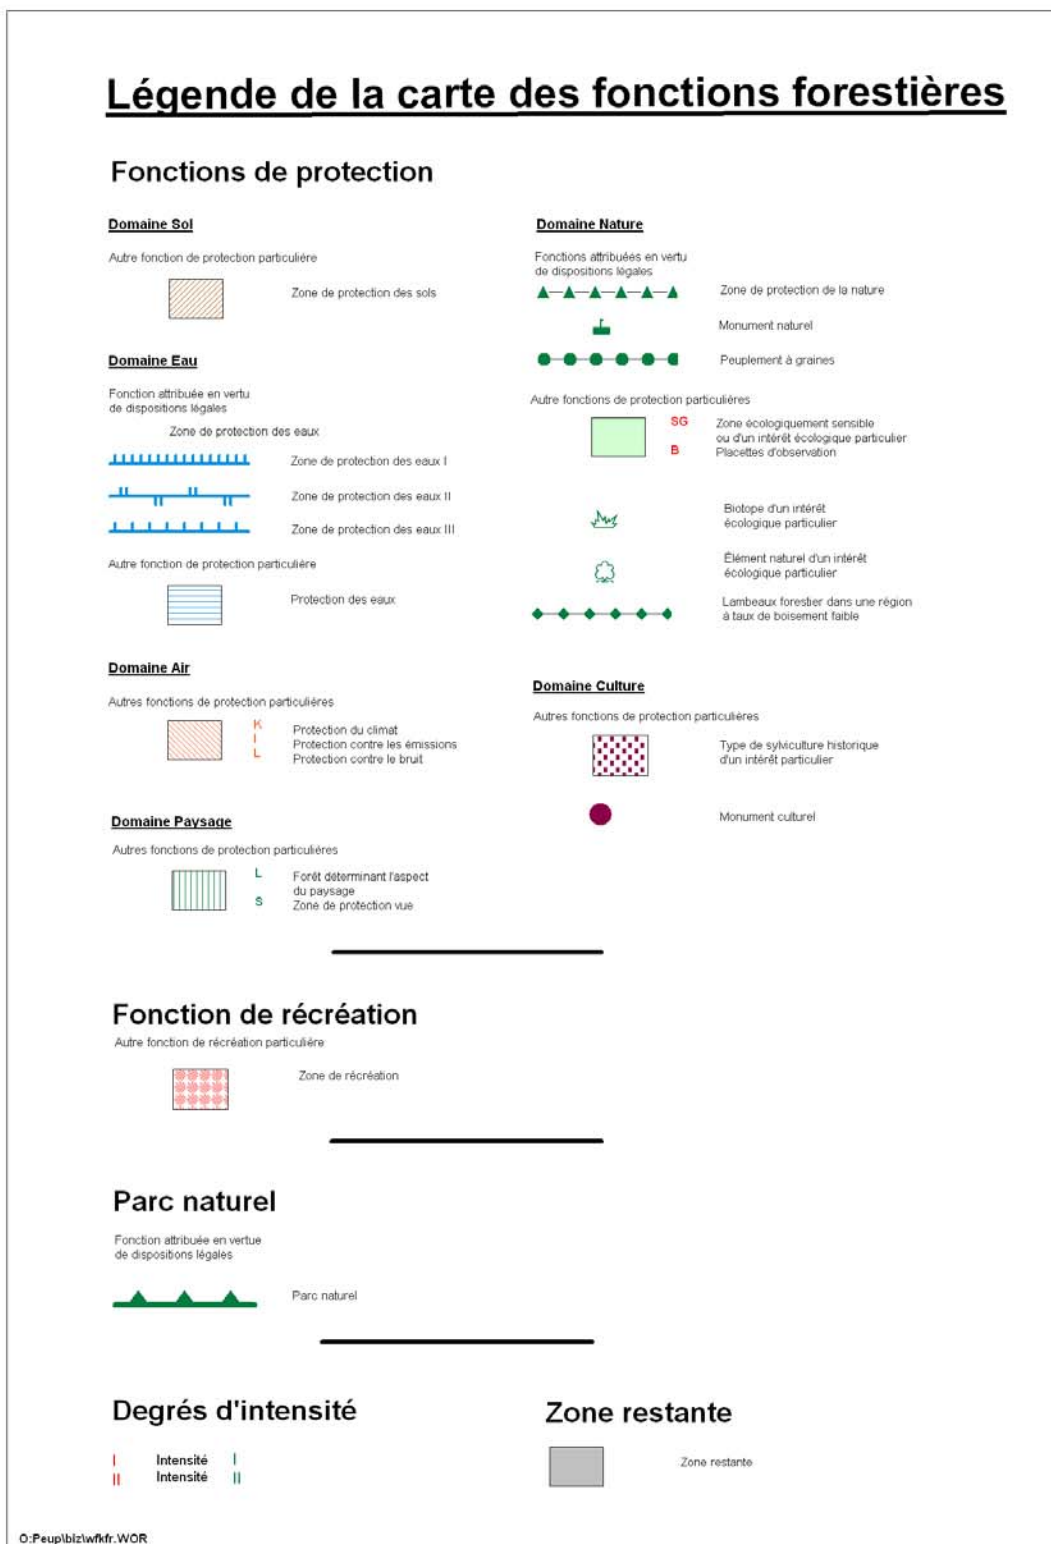 Légende de la carte des fonctions forestières
Fonctions de protection
Domaine Sol
Autre fonction de protection particulière
Zone de protection des sols
Domaine Eau
Fonction attribuée en vertu
de dispositions légales
Zone de protection des eaux
Zone de protection des eaux I
Zone de protection des eaux II
Zone de protection des eaux III
Autre fonction de protection particulière
Protection des eaux
Domaine Air
Autres fonctions de protection particulières
K Protection du climat
I Protection contre les émissions
L Protection contre le bruit
Domaine Paysage
Autres fonctions de protection particulières
L Forêt déterminant l'aspect
du paysage
S Zone de protection vue
Domaine Nature
Fonctions attribuées en vertu
de dispositions légales
Zone de protection de la nature
Monument naturel
Peuplement à graines
Autre fonctions de protection particulières
SG Zone écologiquement sensible
ou d'un intérêt écologique particulier
B Placettes d'observation
Biotope d'un intérêt
écologique particulier
Élément naturel d'un intérêt
écologique particulier
Lambeaux forestier dans une région
à taux de boisement faible
Domaine Culture
Autres fonctions de protection particulières
Type de sylviculture historique
d'un intérêt particulier
Monument culturel
Fonction de récréation
Autre fonction de récréation particulière
Zone de récréation
Parc naturel
Fonction attribuée en vertue
de dispositions légales
Parc naturel
Degrés d'intensité
I Intensité I
II Intensité II
Zone restante
Zone restante
O:Peup\biz\wfkfr.WOR